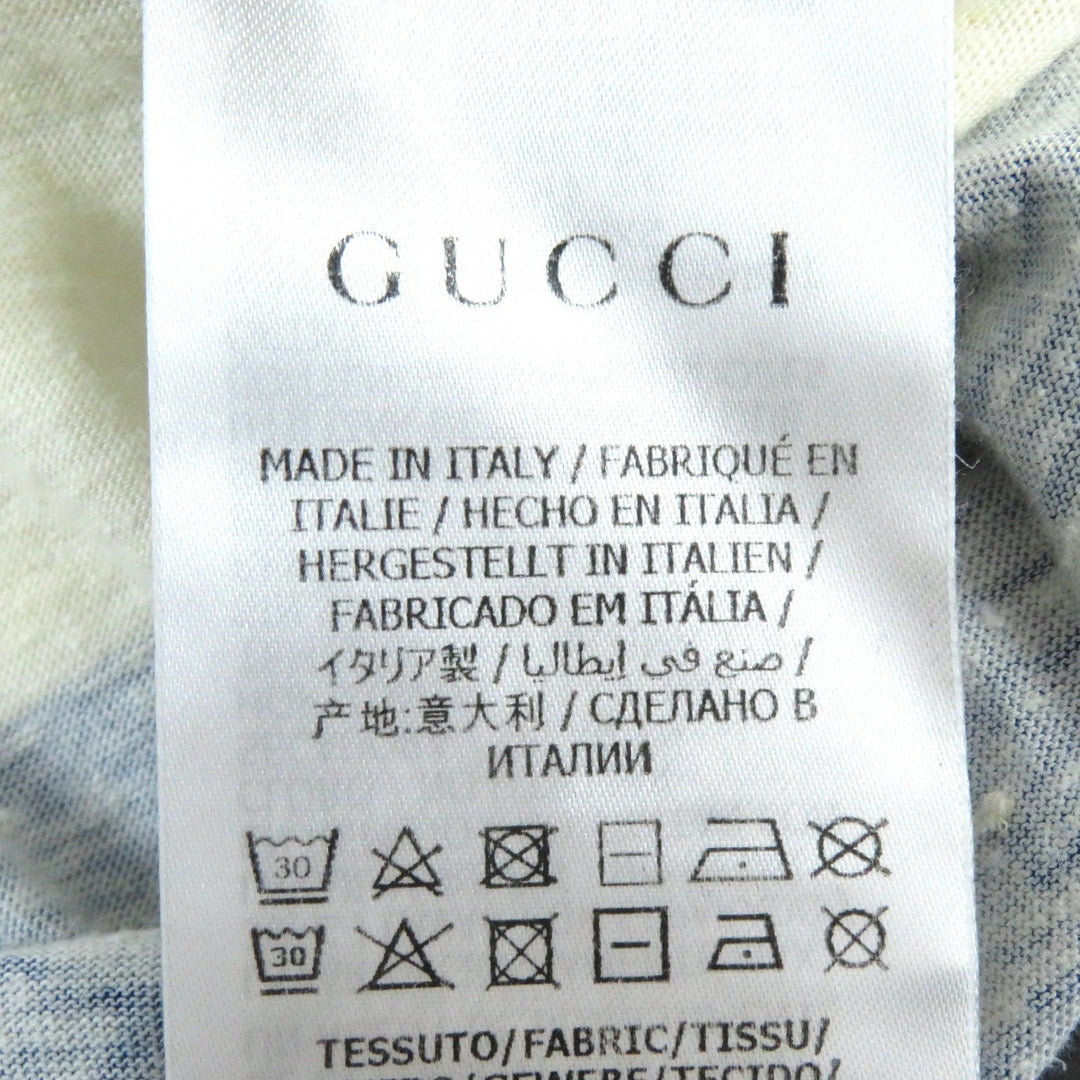 GUCCI
MADE IN ITALY / FABRIQUÉ EN
ITALIE / HECHO EN ITALIA /
HERGESTELLT IN ITALIEN /
FABRICADO EM ITÁLIA /
イタリア製 / صنع في إيطاليا /
产地:意大利 / СДЕЛАНО В
ИТАЛИИ
30
30
TESSUTO/FABRIC/TISSU/